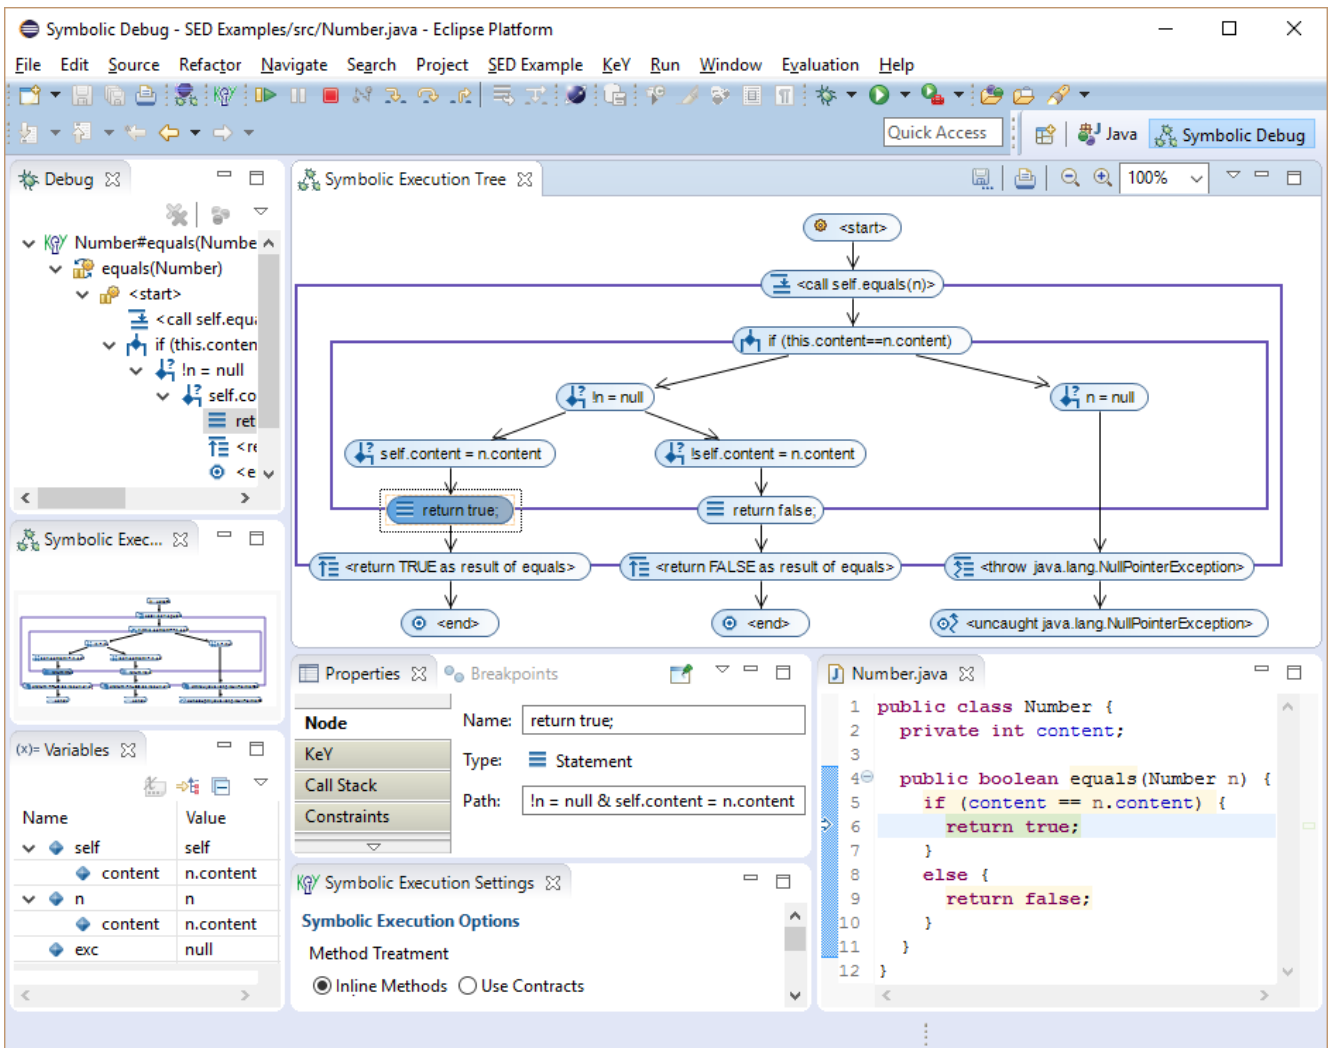 Symbolic Debug - SED Examples/src/Number.java - Eclipse Platform
File Edit Source Refactor Navigate Search Project SED Example KeY Run Window Evaluation Help
Quick Access Java Symbolic Debug
Debug
Number#equals(Numbe
equals(Number)
<start>
<call self.equ
if (this.conten
!n = null
self.co
ret
<re
<e
Symbolic Execution Tree
100%
<start>
<call self.equals(n)>
if (this.content==n.content)
!n = null
n = null
self.content = n.content
!self.content = n.content
return true;
return false;
<return TRUE as result of equals>
<return FALSE as result of equals>
<throw java.lang.NullPointerException>
<end>
<end>
<uncaught java.lang.NullPointerException>
Symbolic Exec...
(x)= Variables
Name Value
self self
content n.content
n n
content n.content
exc null
Properties Breakpoints
Node
KeY
Call Stack
Constraints
Name: return true;
Type: Statement
Path: !n = null & self.content = n.content
KeY Symbolic Execution Settings
Symbolic Execution Options
Method Treatment
Inline Methods Use Contracts
Number.java
1 public class Number {
2 private int content;
3
4 public boolean equals(Number n) {
5 if (content == n.content) {
6 return true;
7 }
8 else {
9 return false;
10 }
11 }
12 }